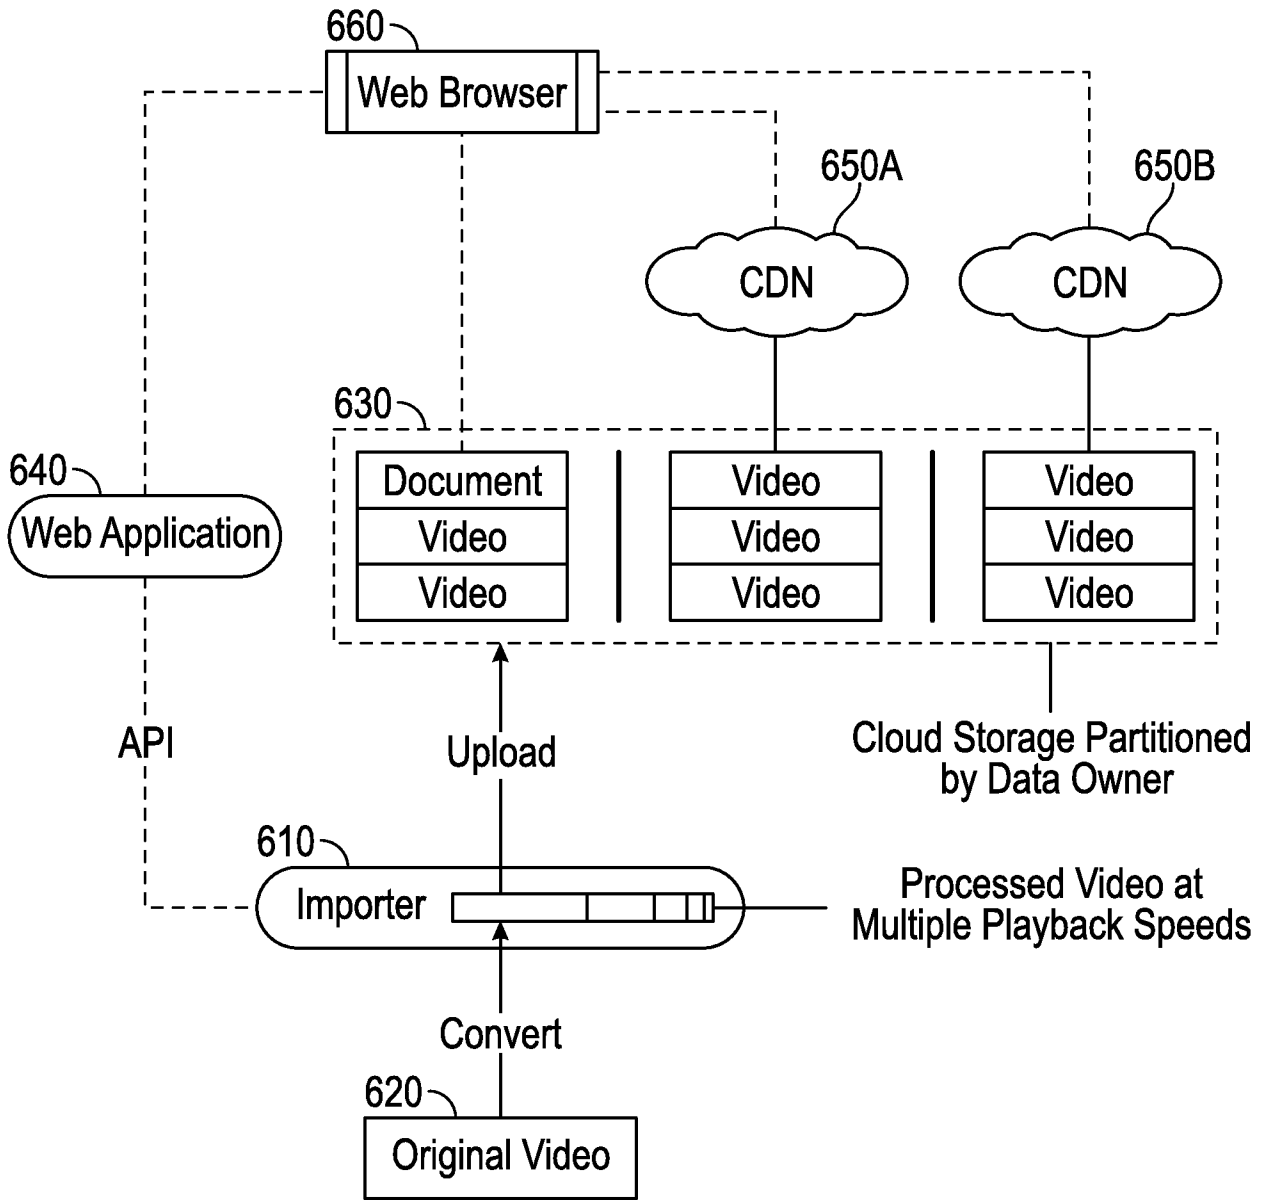 660
Web Browser
650A
650B
CDN
CDN
630
640
Document
Video
Video
Web Application
Video
Video
Video
Video
Video
Video
API
Upload
Cloud Storage Partitioned
by Data Owner
610
Importer
Processed Video at
Multiple Playback Speeds
Convert
620
Original Video